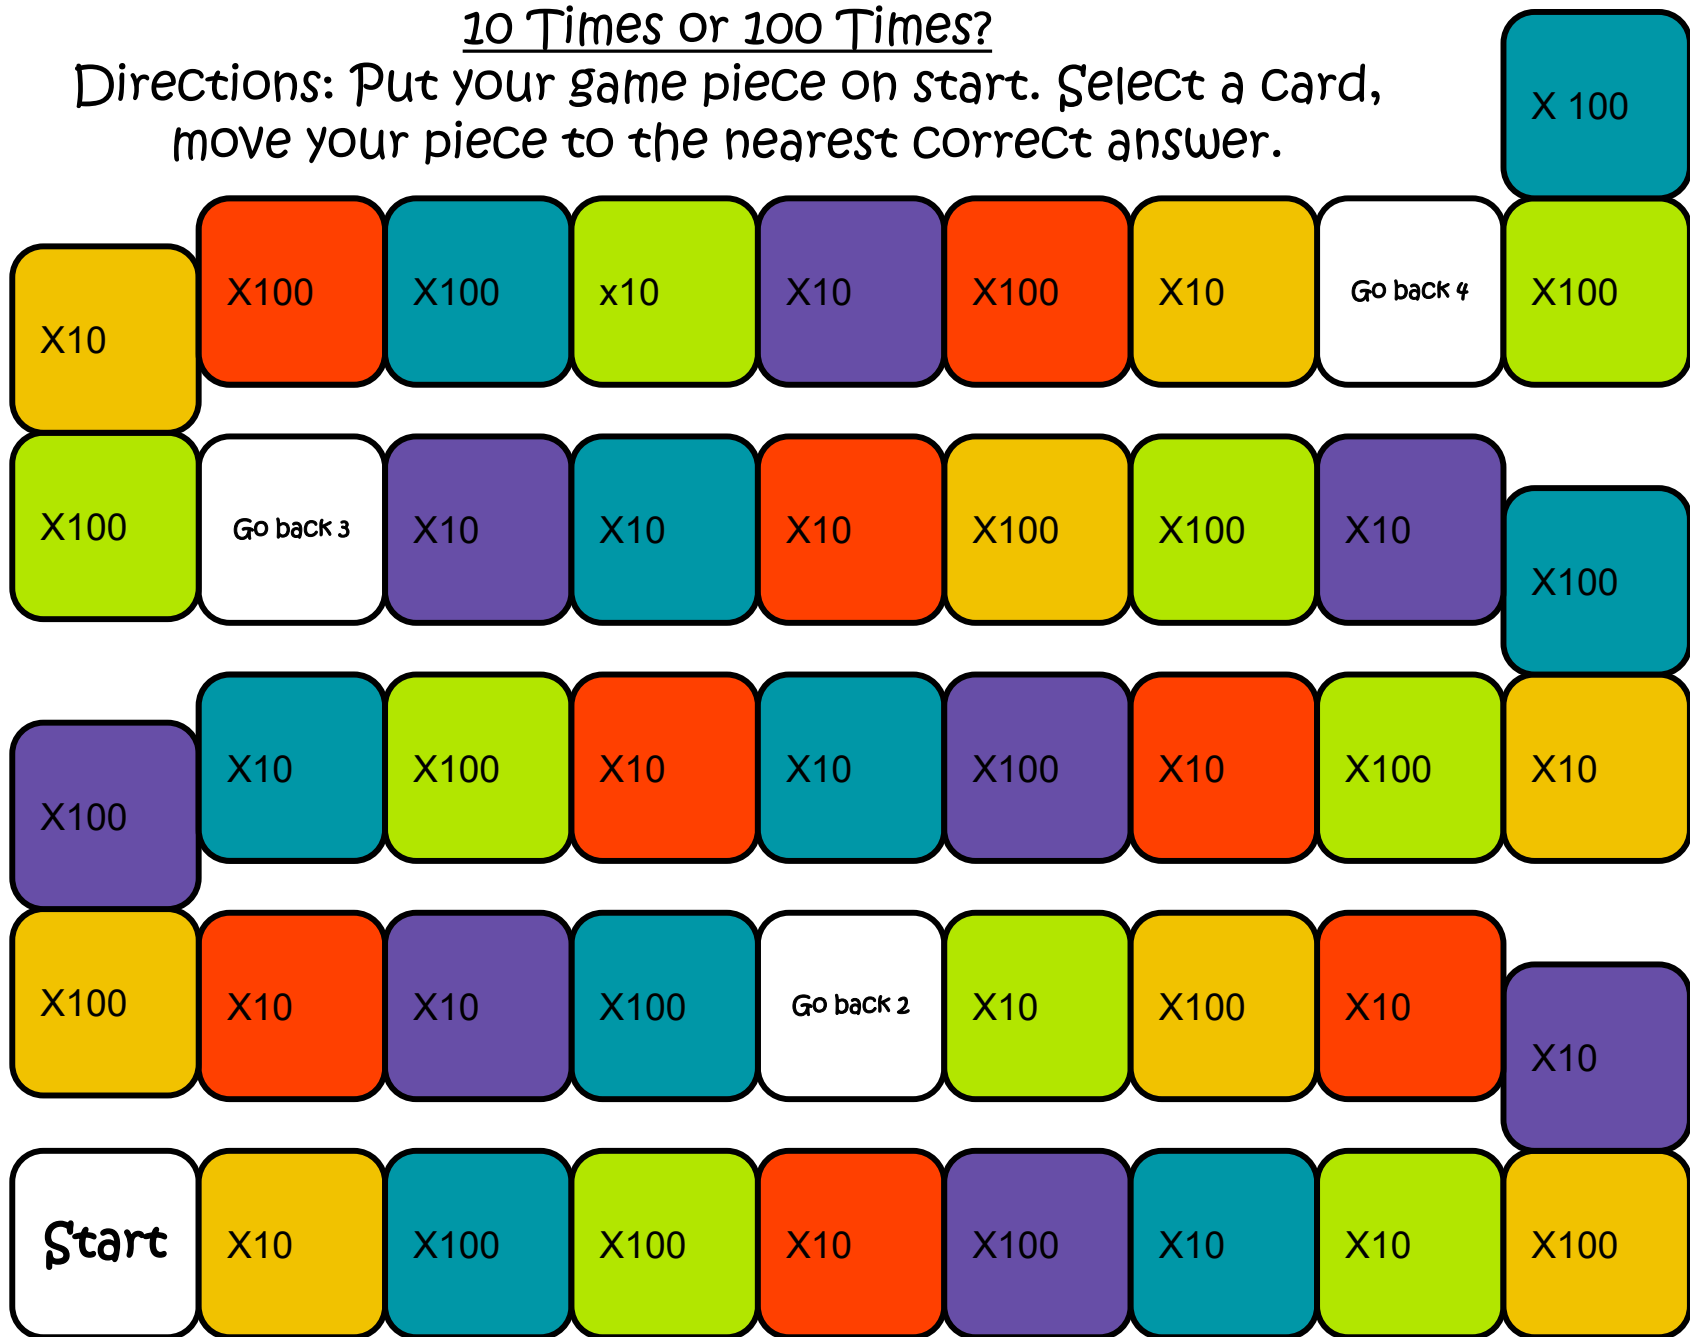 10 Times or 100 Times?
Directions: Put your game piece on start. Select a card,
move your piece to the nearest correct answer.
X 100
X10
X100
X100
x10
X10
X100
X10
Go back 4
X100
X100
Go back 3
X10
X10
X10
X100
X100
X10
X100
X100
X10
X100
X10
X10
X100
X10
X100
X10
X100
X10
X10
X100
Go back 2
X10
X100
X10
X10
Start
X10
X100
X100
X10
X100
X10
X10
X100